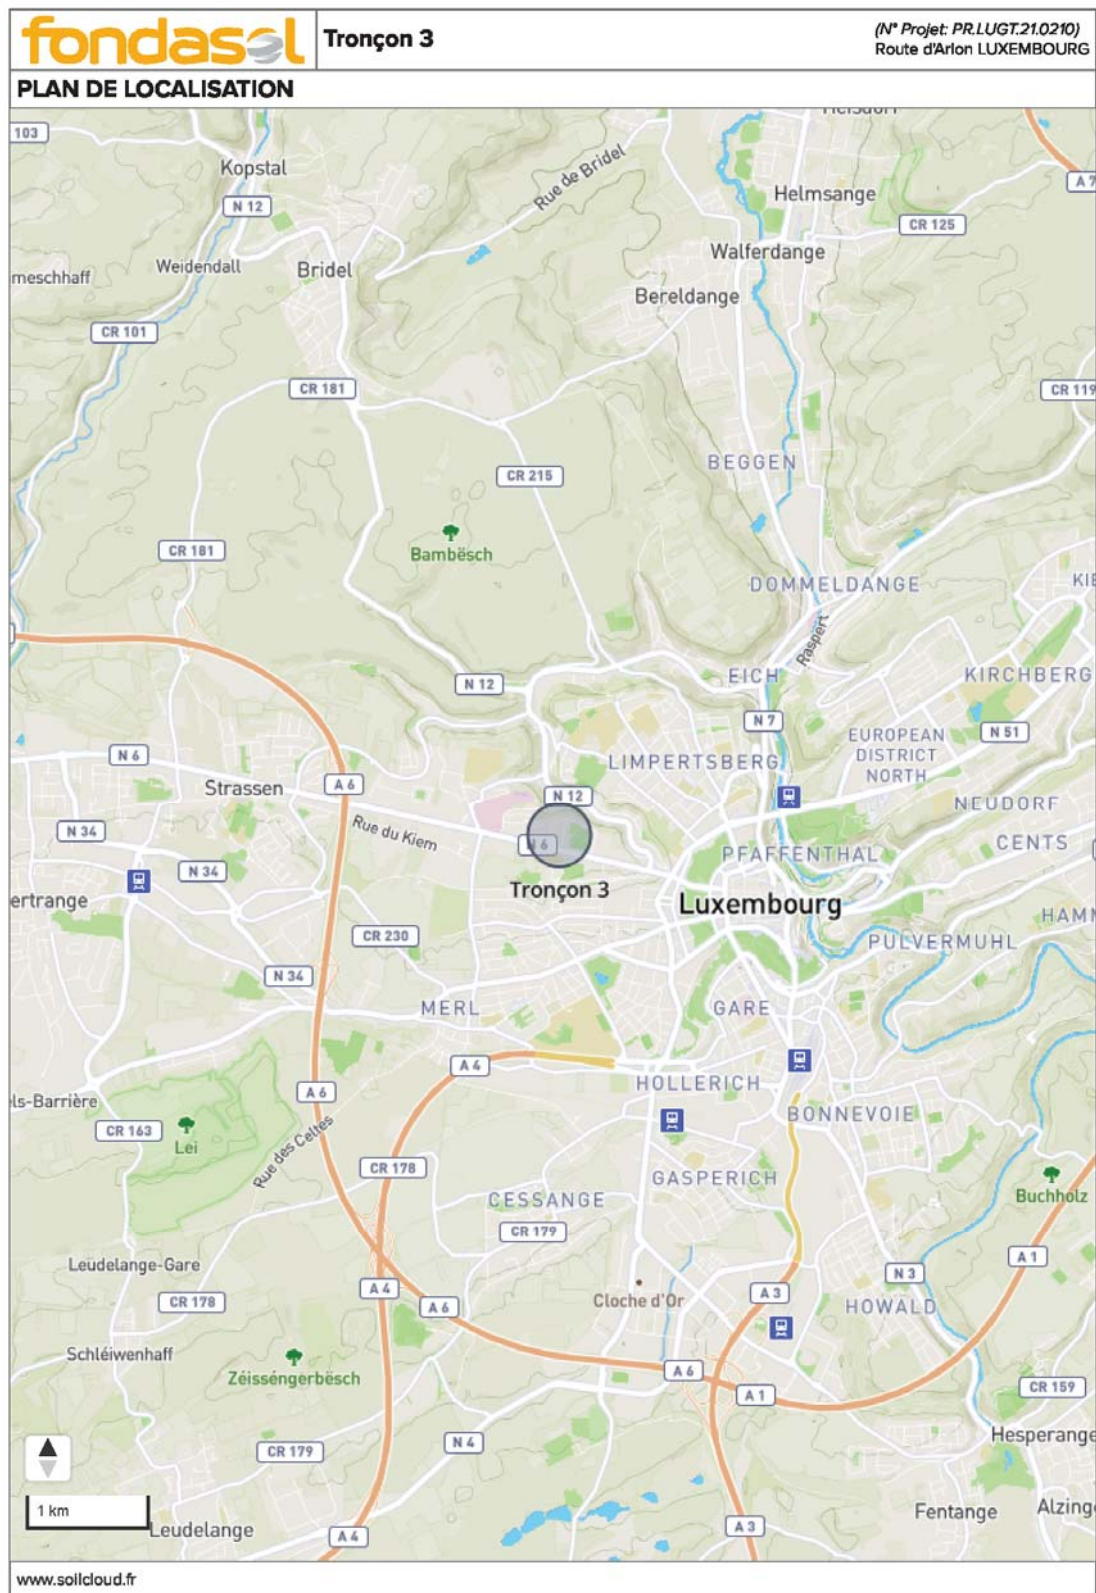 fondasol
Tronçon 3
(N° Projet: PR.LUGT.21.0210)
Route d'Arlon LUXEMBOURG
PLAN DE LOCALISATION
103
Kopstal
Rue de Bridel
Helmsange
A 7
N 12
CR 125
Walferdange
Weidendall
Bridel
meschhaff
Bereldange
CR 101
CR 181
CR 119
BEGGEN
CR 215
CR 181
Bambësch
DOMMELDANGE
KIE
Raspert
EICH
KIRCHBERG
N 12
N 7
N 51
EUROPEAN
DISTRICT
NORTH
N 6
LIMPERTSBERG
Strassen
A 6
N 12
NEUDORF
N 34
Rue du Kiem
N 6
CENTS
PFAFFENTHAL
N 34
Tronçon 3
ertrange
Luxembourg
HAMM
CR 230
PULVERMUHL
N 34
MERL
GARE
A 4
HOLLERICH
A 6
els-Barrière
BONNEVOIE
CR 163
Lei
Rue des Celtes
CR 178
GASPERICH
Buchholz
CESSANGE
CR 179
A 1
Leudelange-Gare
N 3
A 4
CR 178
A 6
Cloche d'Or
A 3
HOWALD
Schléiwenhaff
Zéisséngerbësch
A 6
A 1
CR 159
N 4
CR 179
Hesperange
1 km
Leudelange
A 4
A 3
Fentange
Alzing
www.soilcloud.fr